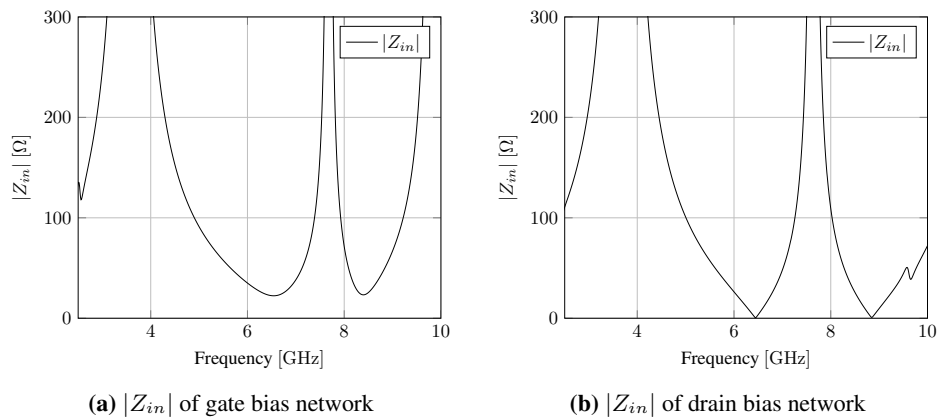 300
200
100
0
4
6
8
10
|Z_in| [Ω]
Frequency [GHz]
|Z_in|
(a) |Z_in| of gate bias network
300
200
100
0
4
6
8
10
|Z_in| [Ω]
Frequency [GHz]
|Z_in|
(b) |Z_in| of drain bias network